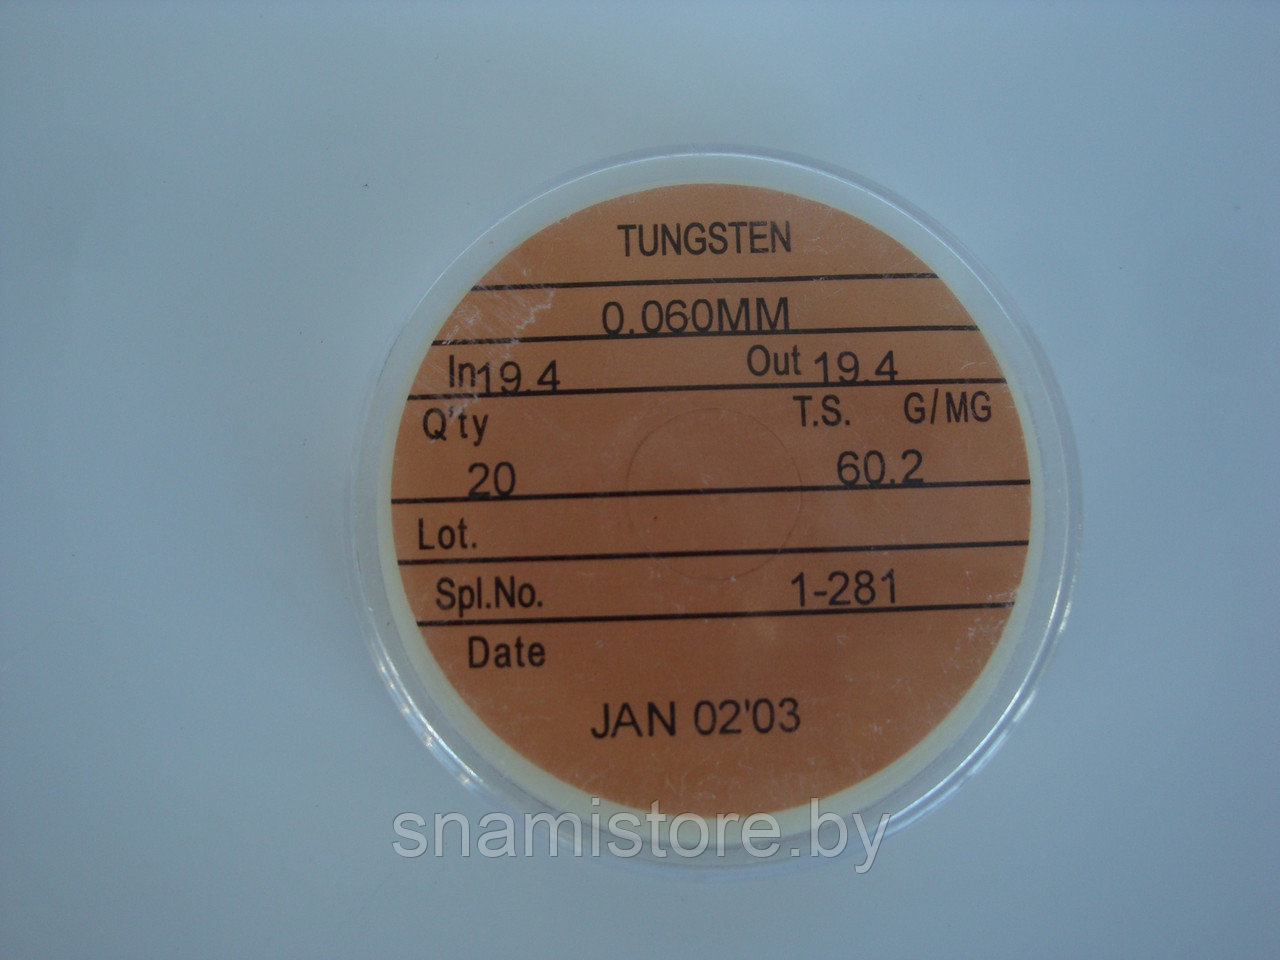 TUNGSTEN
0.060MM
In 19.4 Out 19.4
Q'ty T.S. G/MG
20 60.2
Lot.
Spl.No. 1-281
Date
JAN 02'03
snamistore.by